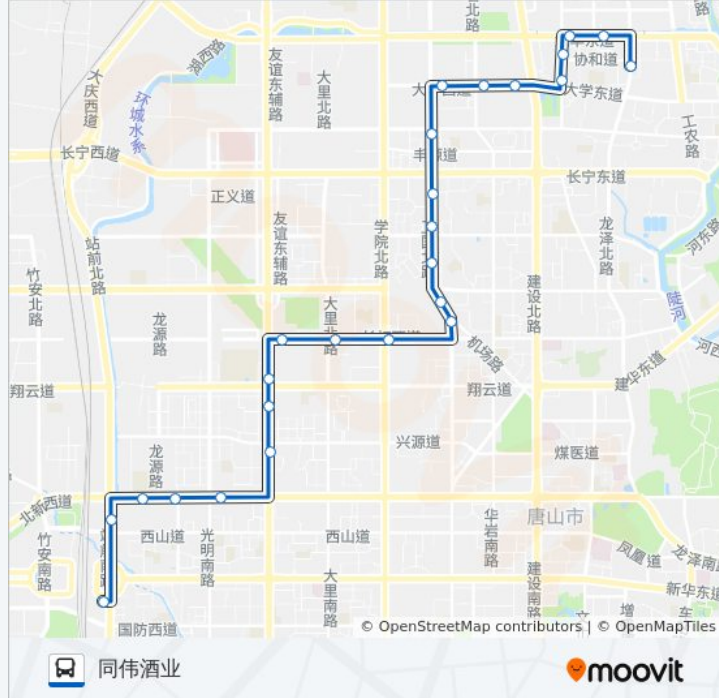 湖西路
友谊东辅路
大里北路
大庆西道
环城水系
协和道
大学东道
工农路
长宁西道
丰源道
长宁东道
正义道
友谊东辅路
学院北路
龙泽北路
河东路
站前北路
竹安北路
龙源路
大里北路
建设北路
陡河
机场路
建华东道
翔云道
翔云道
兴源道
龙源路
煤医道
北新西道
西山道
光明南路
西山道
华岩南路
唐山市
竹安南路
凤凰道
龙泽南路
大里南路
建设南路
新华东道
国防西道
© OpenStreetMap contributors | © OpenMapTiles
同伟酒业
moovit